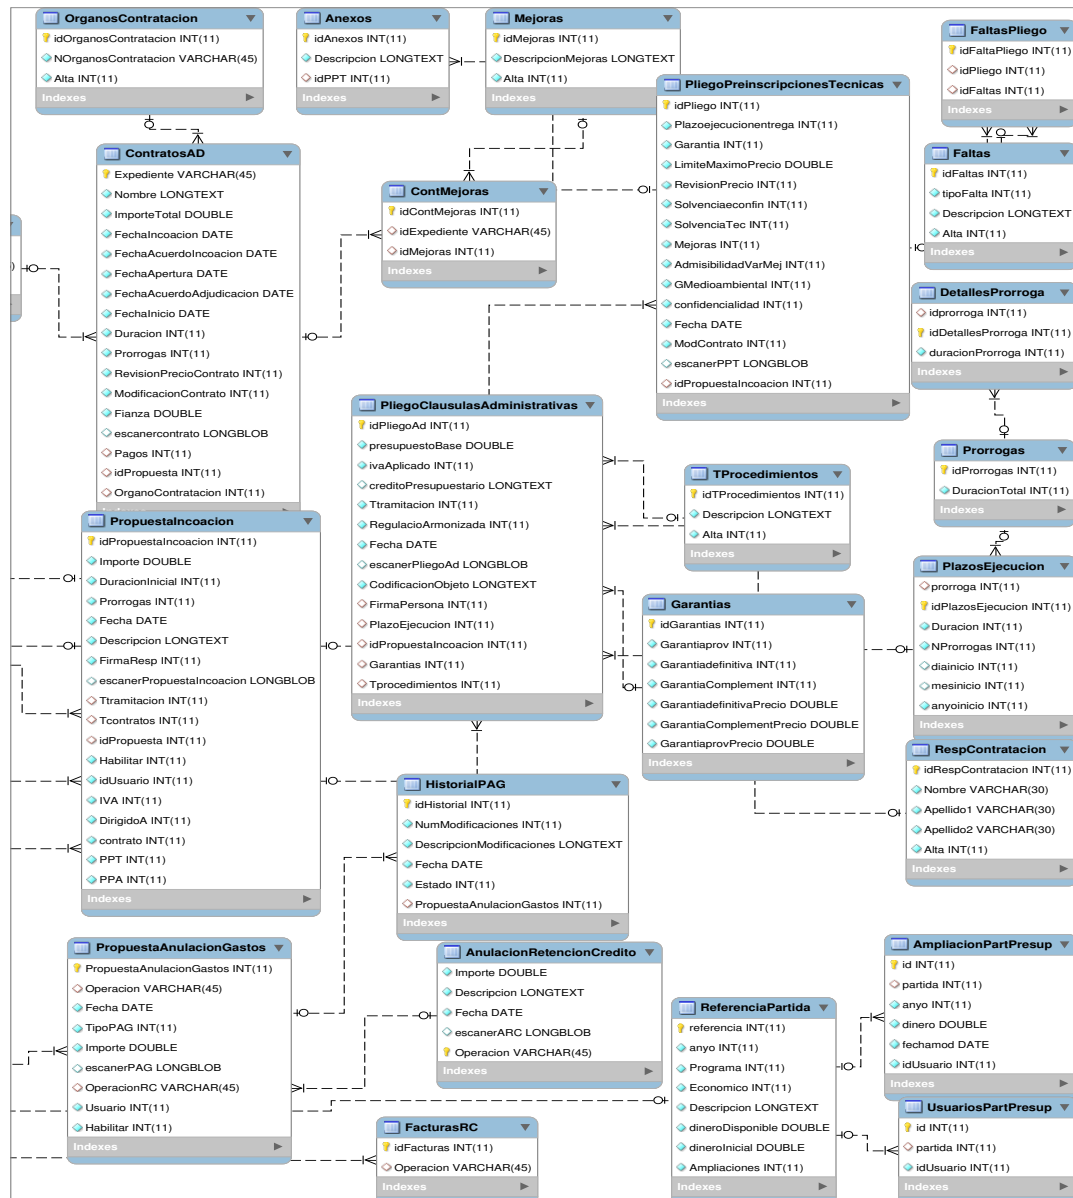 OrganosContratacion
idOrganosContratacion INT(11)
NOrganosContratacion VARCHAR(45)
Alta INT(11)
Indexes
Anexos
idAnexos INT(11)
Descripcion LONGTEXT
idPPT INT(11)
Indexes
Mejoras
idMejoras INT(11)
DescripcionMejoras LONGTEXT
Alta INT(11)
Indexes
FaltasPliego
idFaltaPliego INT(11)
idPliego INT(11)
idFaltas INT(11)
Indexes
PliegoPreinscripcionesTecnicas
idPliego INT(11)
Plazoejecucionentrega INT(11)
Garantia INT(11)
LimiteMaximoPrecio DOUBLE
RevisionPrecio INT(11)
Solvenciaeconfin INT(11)
SolvenciaTec INT(11)
Mejoras INT(11)
AdmisibilidadVarMej INT(11)
GMedioambiental INT(11)
confidencialidad INT(11)
Fecha DATE
ModContrato INT(11)
escanerPPT LONGBLOB
idPropuestaIncoacion INT(11)
Indexes
Faltas
idFaltas INT(11)
tipoFalta INT(11)
Descripcion LONGTEXT
Alta INT(11)
Indexes
ContratosAD
Expediente VARCHAR(45)
Nombre LONGTEXT
ImporteTotal DOUBLE
FechaIncoacion DATE
FechaAcuerdoIncoacion DATE
FechaApertura DATE
FechaAcuerdoAdjudicacion DATE
FechaInicio DATE
Duracion INT(11)
Prorrogas INT(11)
RevisionPrecioContrato INT(11)
ModificacionContrato INT(11)
Fianza DOUBLE
escanercontrato LONGBLOB
Pagos INT(11)
idPropuesta INT(11)
OrganoContratacion INT(11)
Indexes
ContMejoras
idContMejoras INT(11)
idExpediente VARCHAR(45)
idMejoras INT(11)
Indexes
DetallesProrroga
idprorroga INT(11)
idDetallesProrroga INT(11)
duracionProrroga INT(11)
Indexes
PliegoClausulasAdministrativas
idPliegoAd INT(11)
presupuestoBase DOUBLE
ivaAplicado INT(11)
creditoPresupuestario LONGTEXT
Ttramitacion INT(11)
RegulacioArmonizada INT(11)
Fecha DATE
escanerPliegoAd LONGBLOB
CodificacionObjeto LONGTEXT
FirmaPersona INT(11)
PlazoEjecucion INT(11)
idPropuestaIncoacion INT(11)
Garantias INT(11)
Tprocedimientos INT(11)
Indexes
TProcedimientos
idTProcedimientos INT(11)
Descripcion LONGTEXT
Alta INT(11)
Indexes
Prorrogas
idProrrogas INT(11)
DuracionTotal INT(11)
Indexes
PropuestaIncoacion
idPropuestaIncoacion INT(11)
Importe DOUBLE
DuracionInicial INT(11)
Prorrogas INT(11)
Fecha DATE
Descripcion LONGTEXT
FirmaResp INT(11)
escanerPropuestaIncoacion LONGBLOB
Ttramitacion INT(11)
Tcontratos INT(11)
idPropuesta INT(11)
Habilitar INT(11)
idUsuario INT(11)
IVA INT(11)
DirigidoA INT(11)
contrato INT(11)
PPT INT(11)
PPA INT(11)
Indexes
Garantias
idGarantias INT(11)
Garantiaprov INT(11)
Garantiadefinitiva INT(11)
GarantiaComplement INT(11)
GarantiadefinitivaPrecio DOUBLE
GarantiaComplementPrecio DOUBLE
GarantiaprovPrecio DOUBLE
Indexes
PlazosEjecucion
prorroga INT(11)
idPlazosEjecucion INT(11)
Duracion INT(11)
NProrrogas INT(11)
diainicio INT(11)
mesinicio INT(11)
anyoinicio INT(11)
Indexes
RespContratacion
idRespContratacion INT(11)
Nombre VARCHAR(30)
Apellido1 VARCHAR(30)
Apellido2 VARCHAR(30)
Alta INT(11)
Indexes
HistorialPAG
idHistorial INT(11)
NumModificaciones INT(11)
DescripcionModificaciones LONGTEXT
Fecha DATE
Estado INT(11)
PropuestaAnulacionGastos INT(11)
Indexes
PropuestaAnulacionGastos
PropuestaAnulacionGastos INT(11)
Operacion VARCHAR(45)
Fecha DATE
TipoPAG INT(11)
Importe DOUBLE
escanerPAG LONGBLOB
OperacionRC VARCHAR(45)
Usuario INT(11)
Habilitar INT(11)
Indexes
AnulacionRetencionCredito
Importe DOUBLE
Descripcion LONGTEXT
Fecha DATE
escanerARC LONGBLOB
Operacion VARCHAR(45)
Indexes
ReferenciaPartida
referencia INT(11)
anyo INT(11)
Programa INT(11)
Economico INT(11)
Descripcion LONGTEXT
dineroDisponible DOUBLE
dineroInicial DOUBLE
Ampliaciones INT(11)
Indexes
AmpliacionPartPresup
id INT(11)
partida INT(11)
anyo INT(11)
dinero DOUBLE
fechamod DATE
idUsuario INT(11)
Indexes
UsuariosPartPresup
id INT(11)
partida INT(11)
idUsuario INT(11)
Indexes
FacturasRC
idFacturas INT(11)
Operacion VARCHAR(45)
Indexes